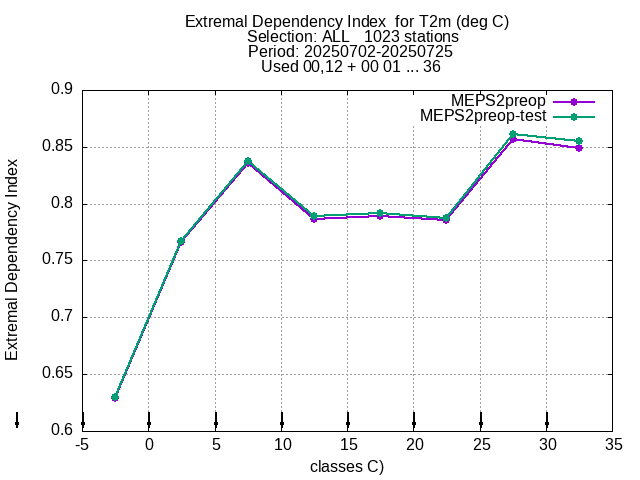 Extremal Dependency Index  for T2m (deg C)
Selection: ALL   1023 stations
Period: 20250702-20250725
Used 00,12 + 00 01 ... 36
MEPS2preop
MEPS2preop-test
0.9
0.85
0.8
0.75
0.7
0.65
0.6
Extremal Dependency Index
-5 0 5 10 15 20 25 30 35
classes C)